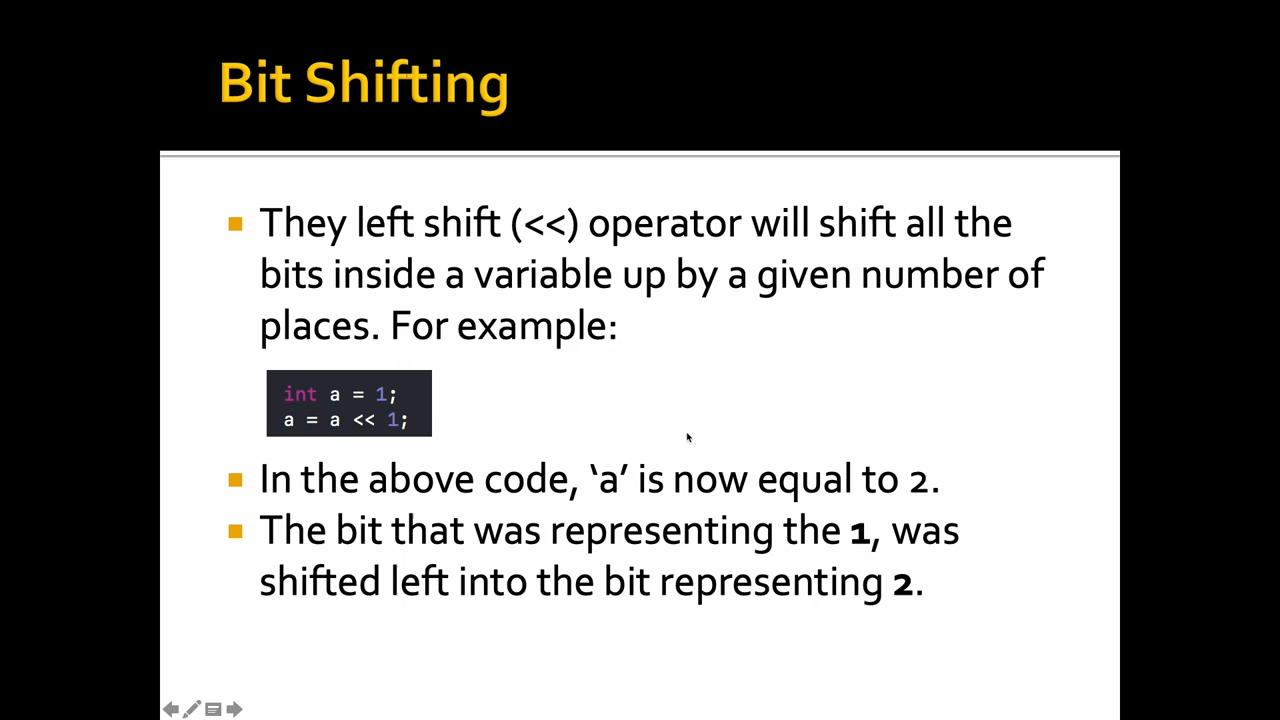 Bit Shifting
They left shift (<<) operator will shift all the
bits inside a variable up by a given number of
places. For example:
int a = 1;
a = a << 1;
In the above code, ‘a’ is now equal to 2.
The bit that was representing the 1, was
shifted left into the bit representing 2.